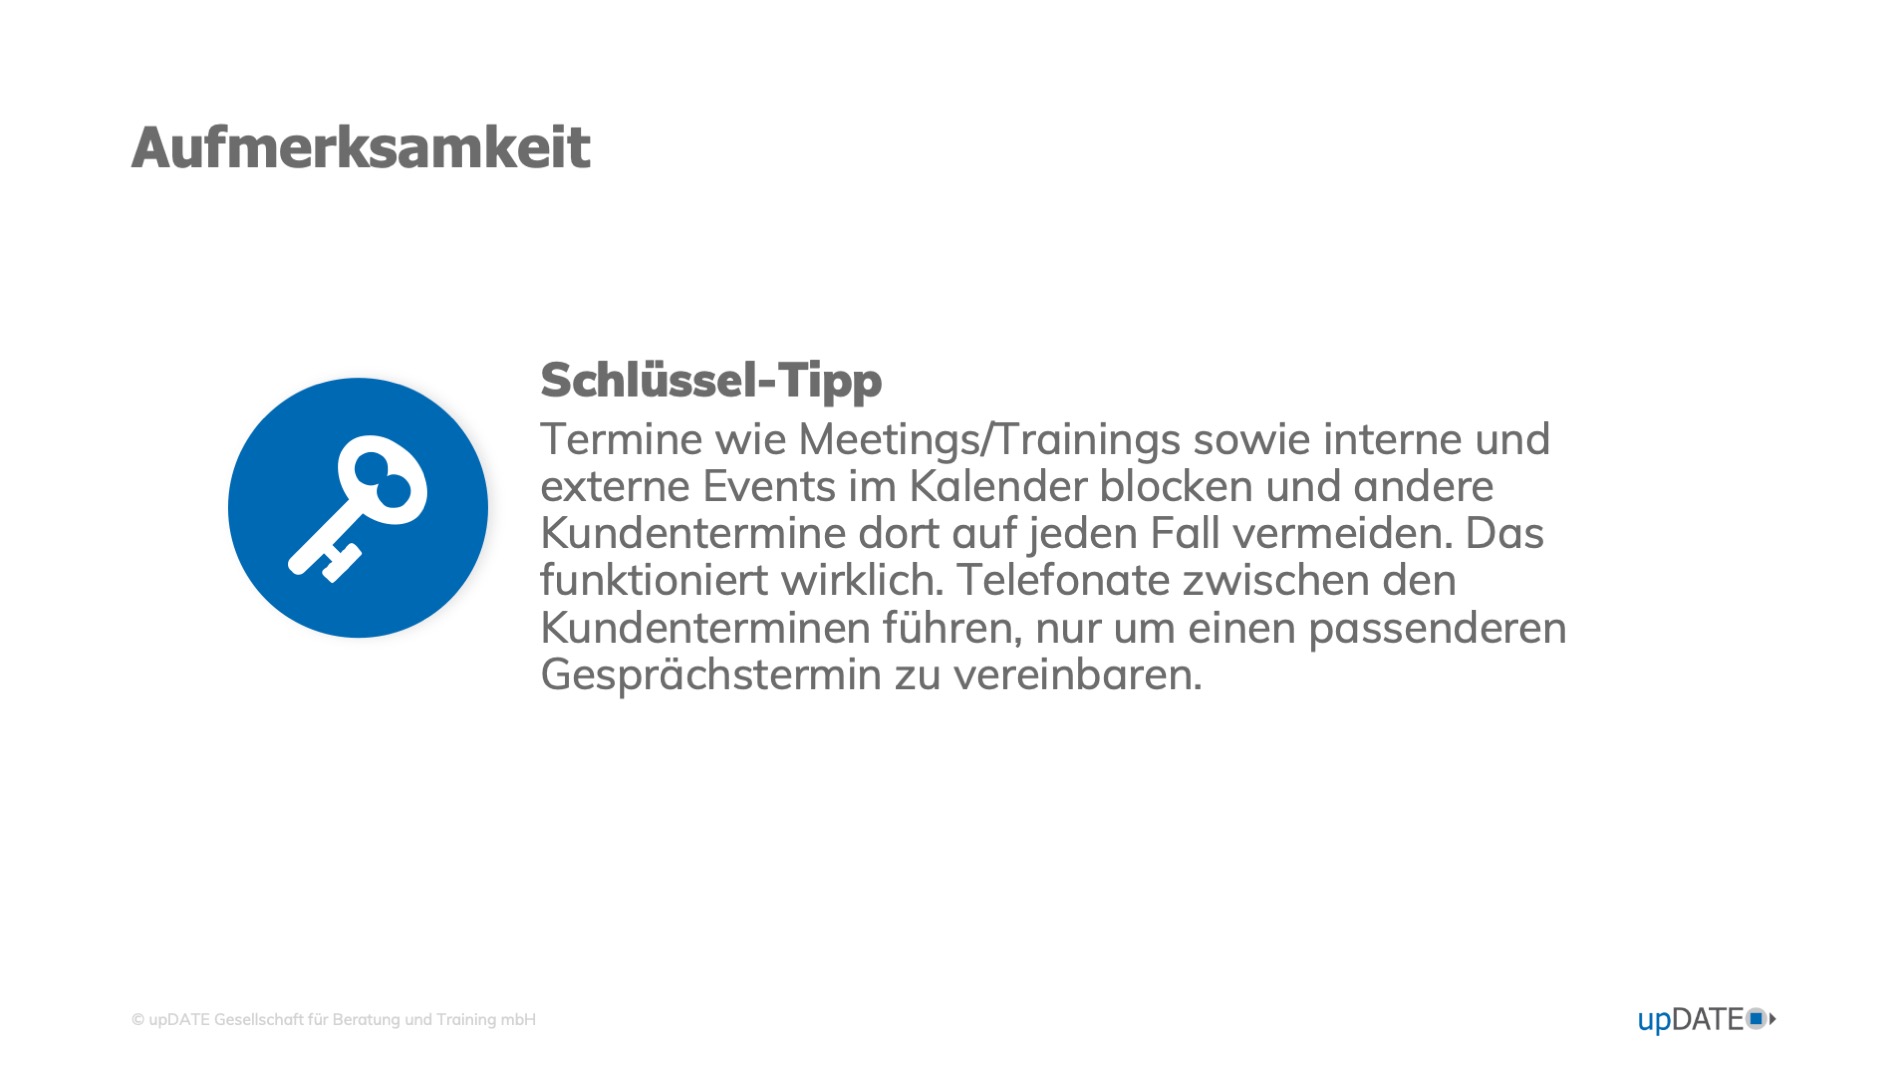 Aufmerksamkeit
Schlüssel-Tipp
Termine wie Meetings/Trainings sowie interne und
externe Events im Kalender blocken und andere
Kundentermine dort auf jeden Fall vermeiden. Das
funktioniert wirklich. Telefonate zwischen den
Kundenterminen führen, nur um einen passenderen
Gesprächstermin zu vereinbaren.
© upDATE Gesellschaft für Beratung und Training mbH
upDATE